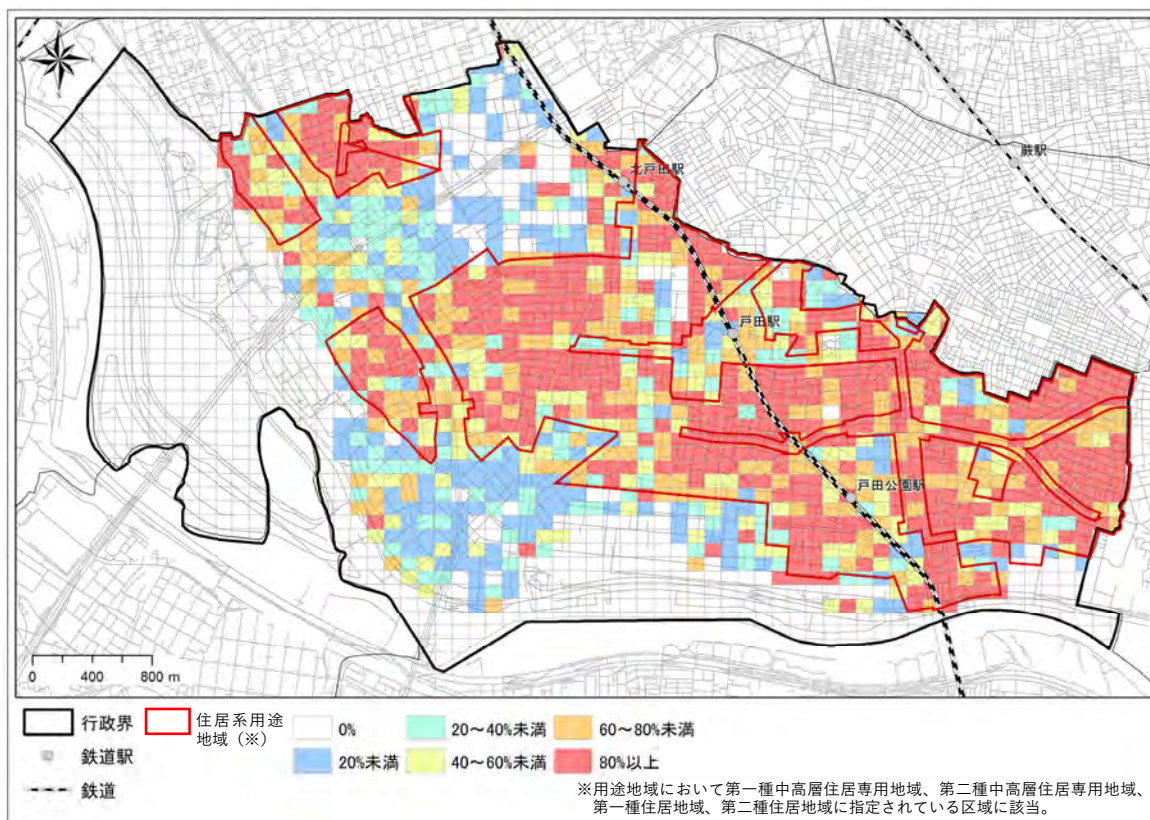 蕨駅
北戸田駅
戸田駅
戸田公園駅
0 400 800 m
行政界
鉄道駅
鉄道
住居系用途
地域（※）
0%
20%未満
20～40%未満
40～60%未満
60～80%未満
80%以上
※用途地域において第一種中高層住居専用地域、第二種中高層住居専用地域、
第一種住居地域、第二種住居地域に指定されている区域に該当。